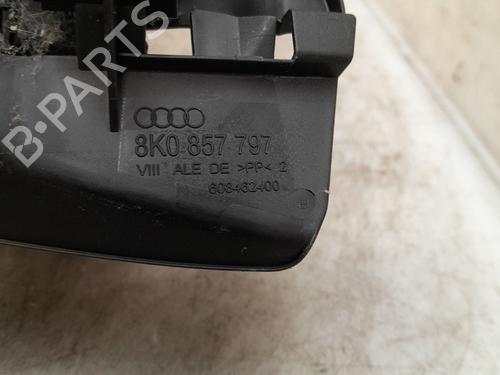 8K0 857 797
VIII ALE DE >PP< 2
608462400
B-PARTS